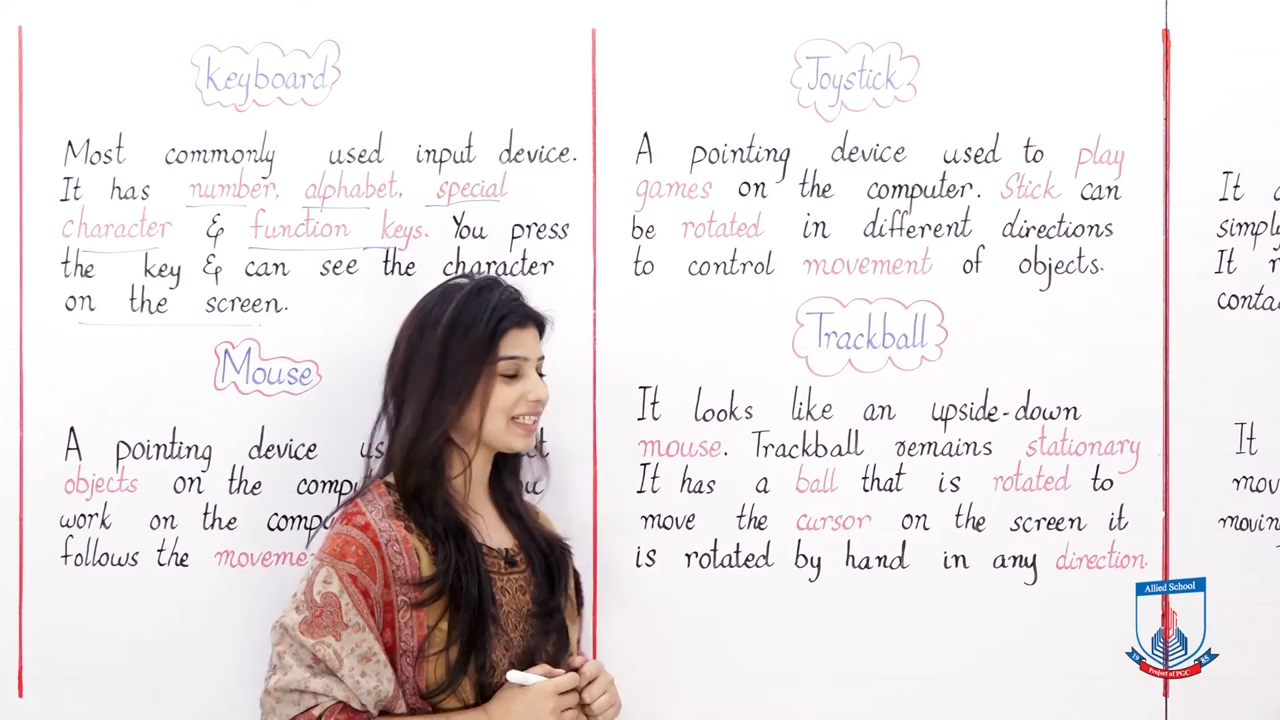 Keyboard
Most commonly used input device.
It has number, alphabet, special
character & function keys. You press
the key & can see the character
on the screen.
Mouse
A pointing device
objects on the
work on the
follows the
Joystick
A pointing device used to play
games on the computer. Stick can
be rotated in different directions
to control movement of objects.
Trackball
It looks like an upside-down
mouse. Trackball remains stationary
It has a ball that is rotated to
move the cursor on the screen it
is rotated by hand in any direction.
It
It
Allied School
1985
Project of PGC